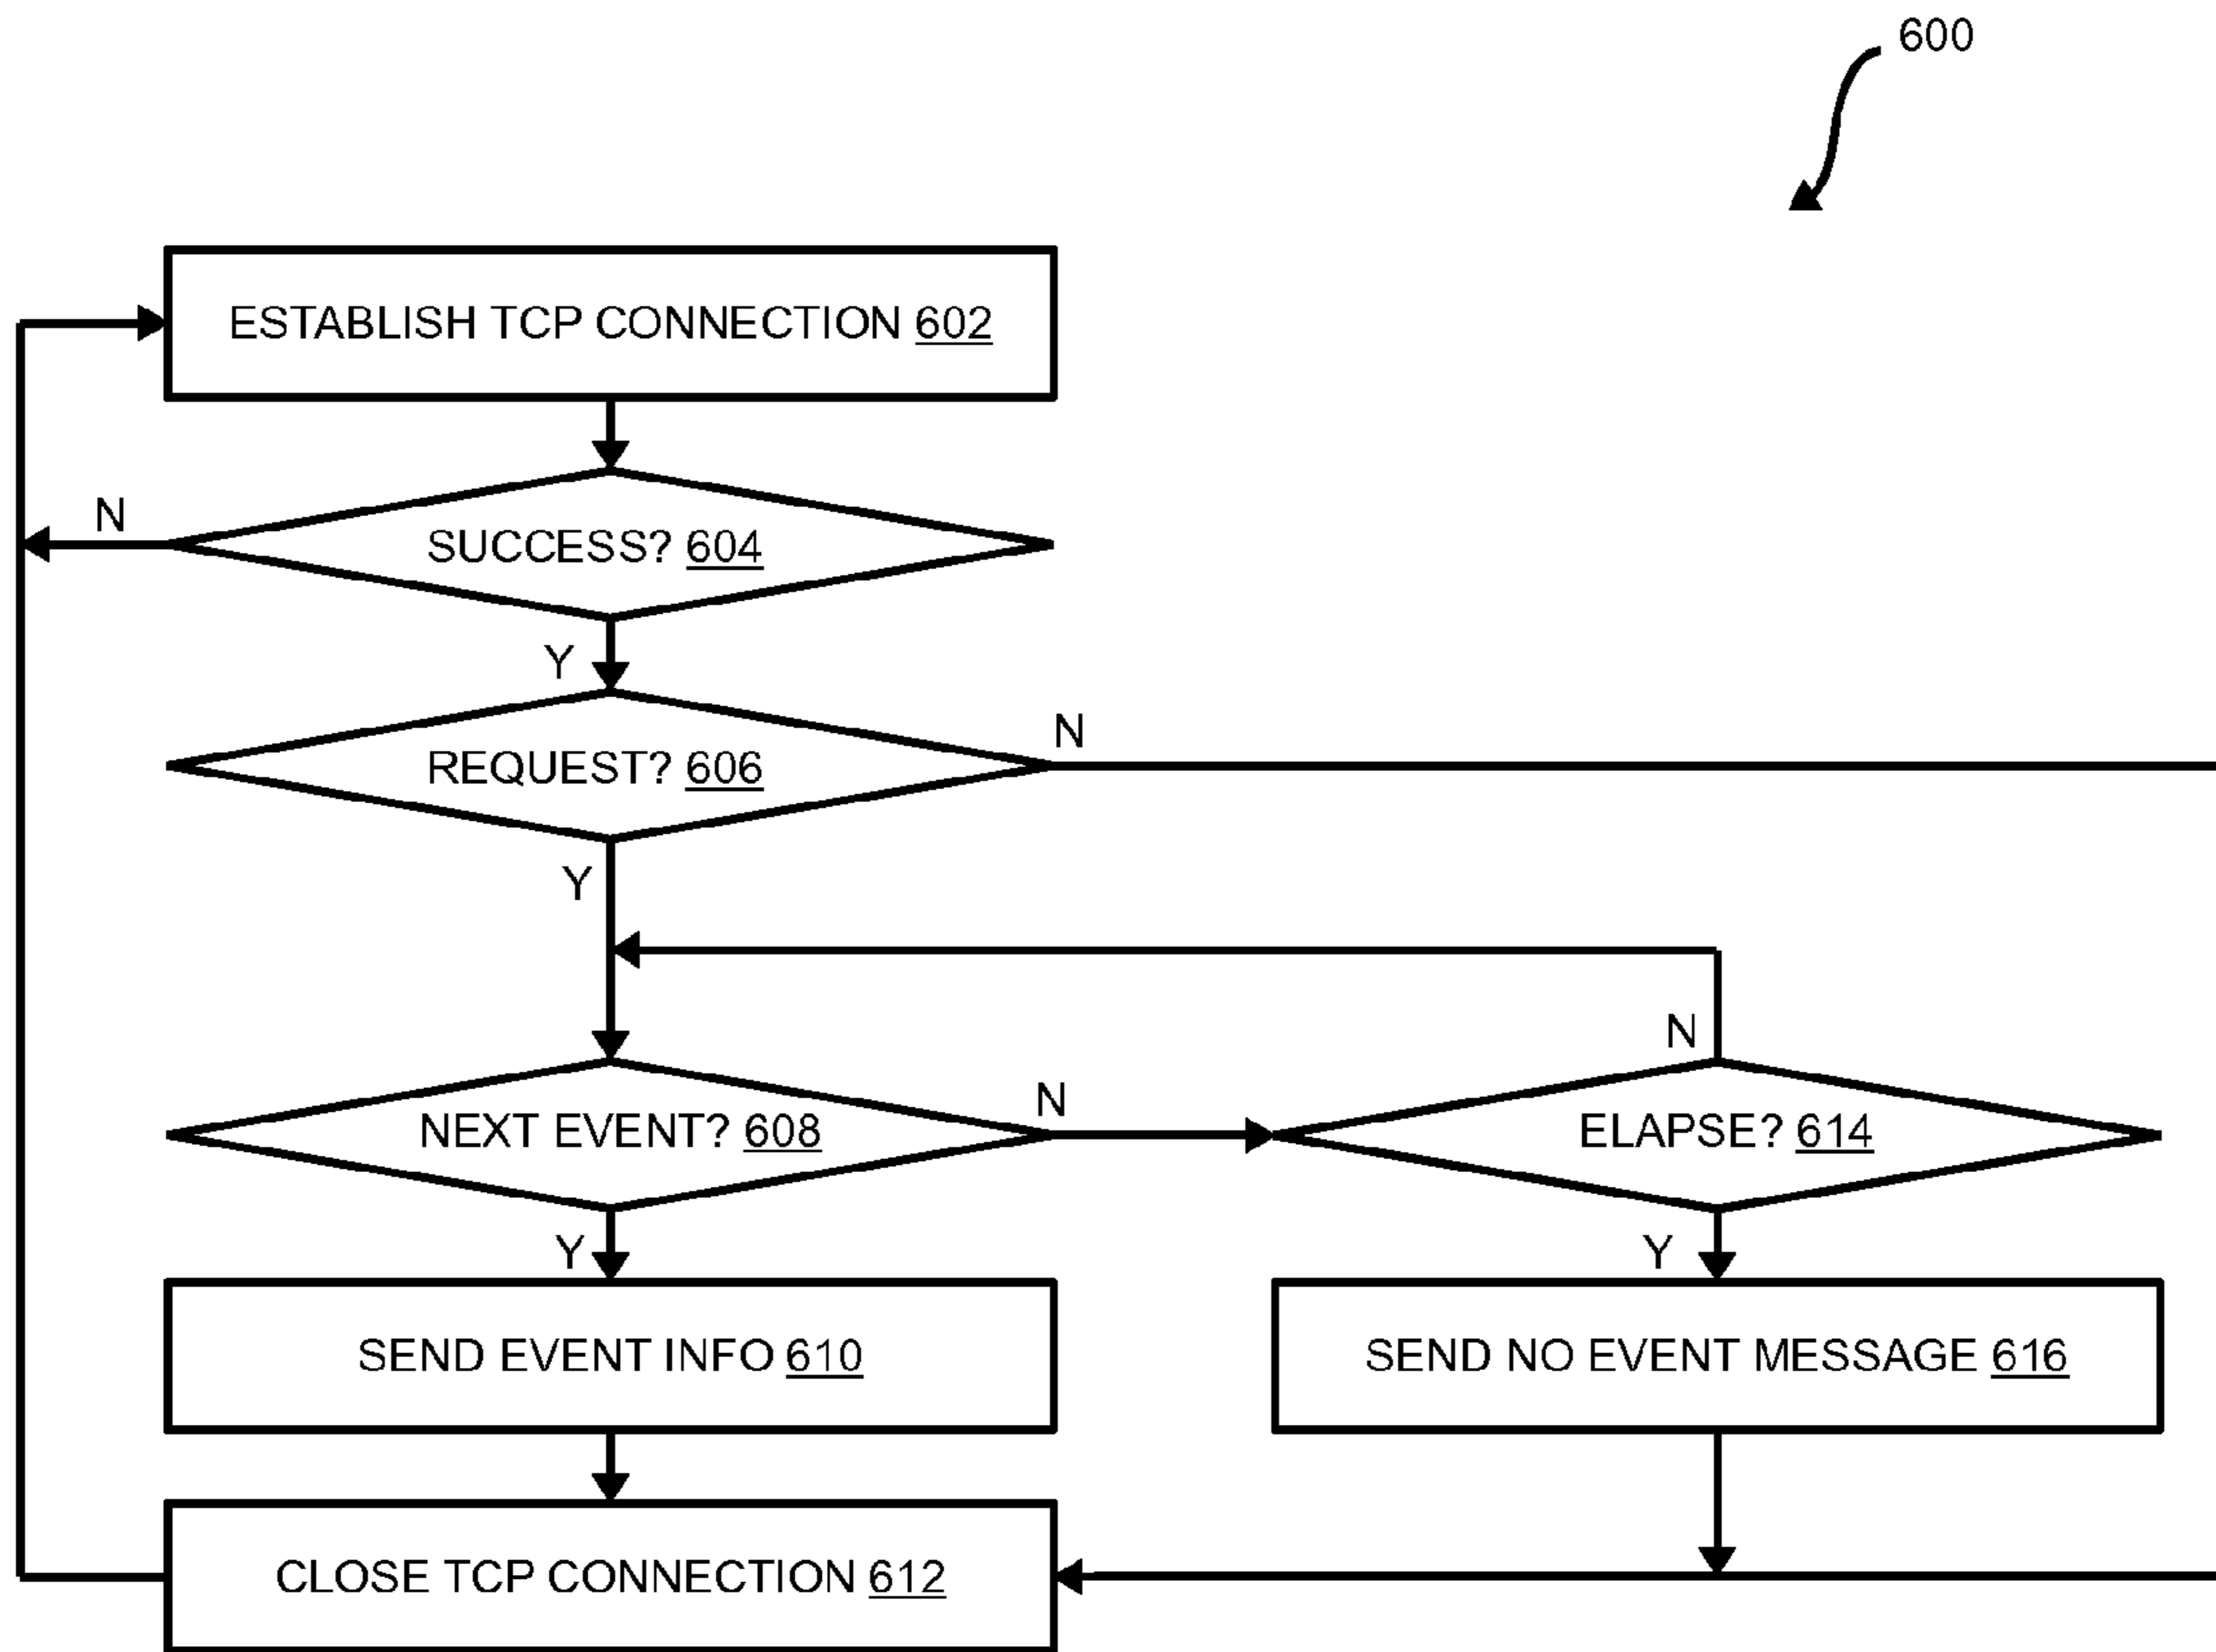 600
ESTABLISH TCP CONNECTION 602
N
SUCCESS? 604
Y
N
REQUEST? 606
Y
N
N
NEXT EVENT? 608
ELAPSE? 614
Y
Y
SEND EVENT INFO 610
SEND NO EVENT MESSAGE 616
CLOSE TCP CONNECTION 612